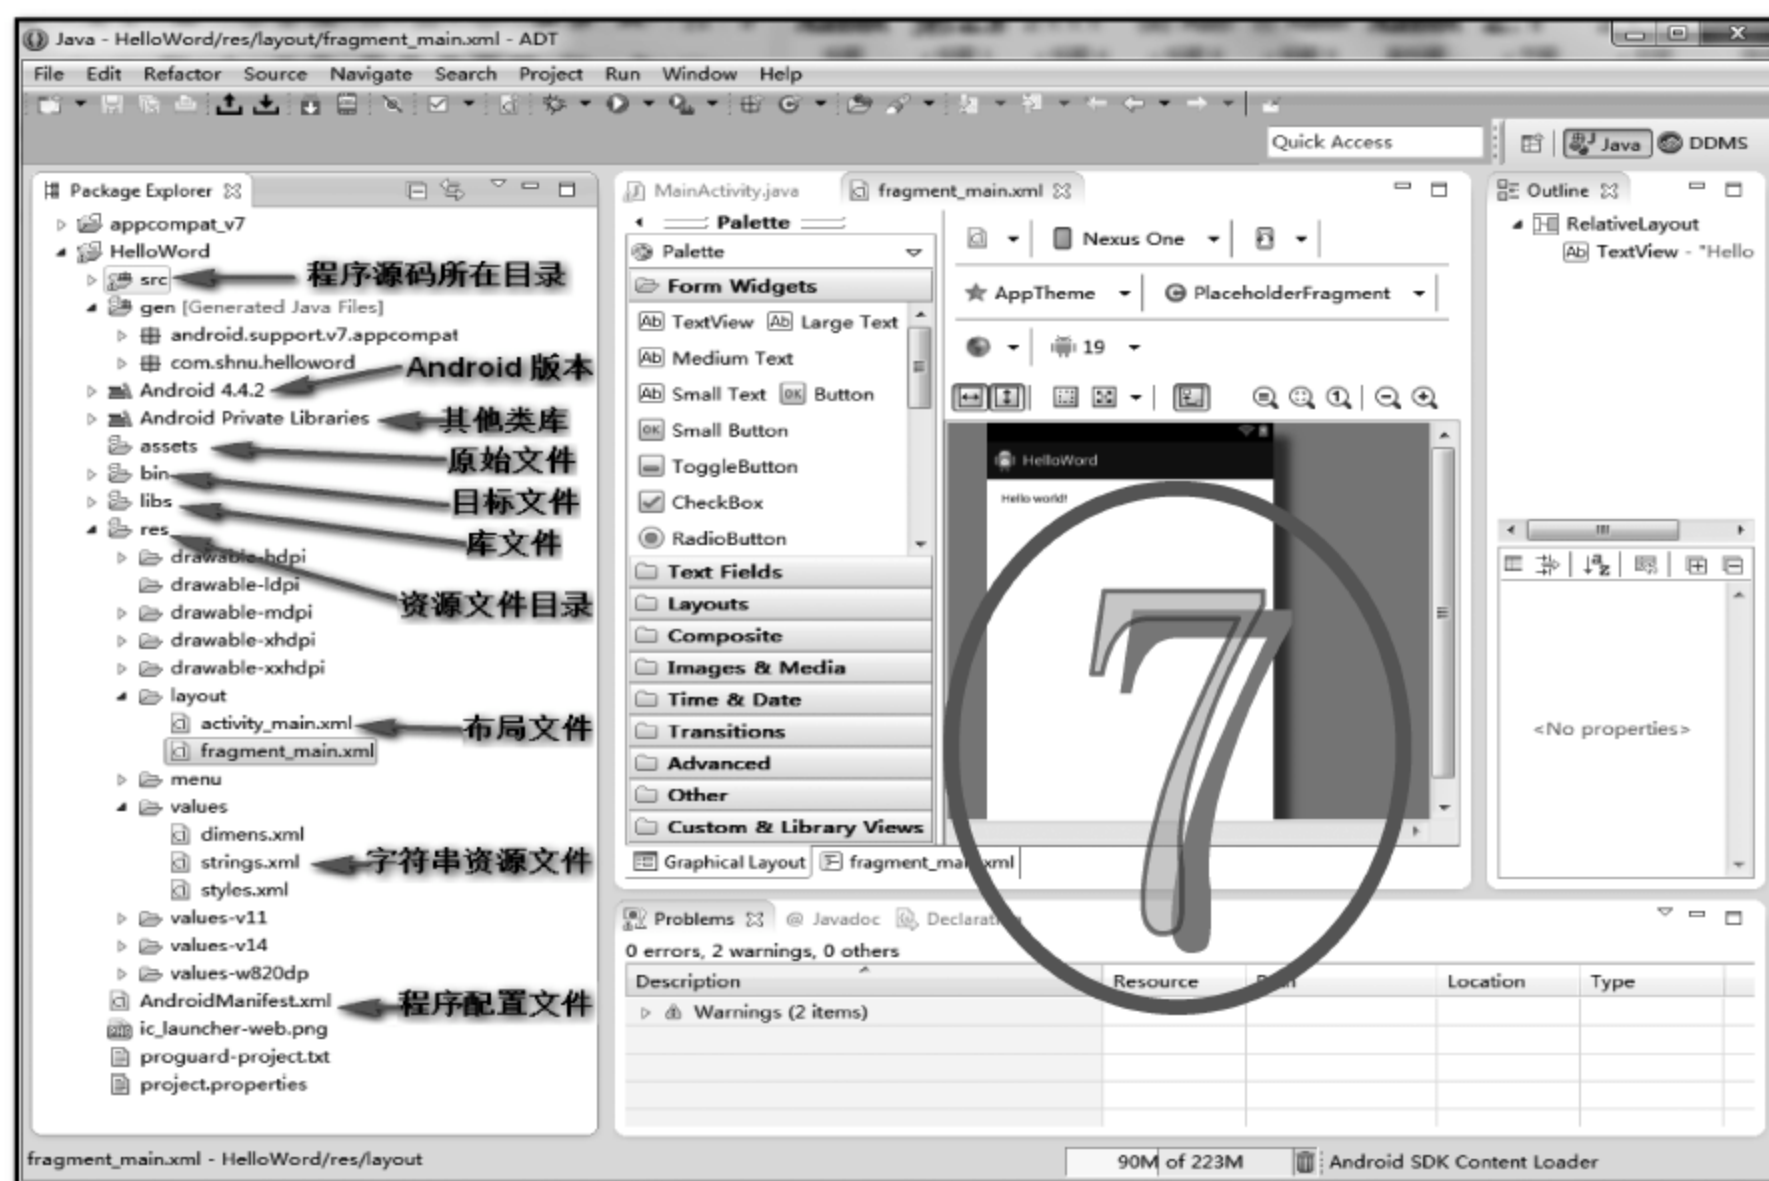 Java - HelloWord/res/layout/fragment_main.xml - ADT
File Edit Refactor Source Navigate Search Project Run Window Help
Quick Access
Java DDMS
Package Explorer
appcompat_v7
HelloWord
src 程序源码所在目录
gen [Generated Java Files]
android.support.v7.appcompat
com.shnu.helloword
Android 4.4.2 Android 版本
Android Private Libraries 其他类库
assets 原始文件
bin 目标文件
libs 库文件
res 资源文件目录
drawable-hdpi
drawable-ldpi
drawable-mdpi
drawable-xhdpi
drawable-xxhdpi
layout
activity_main.xml 布局文件
fragment_main.xml
menu
values
dimens.xml
strings.xml 字符串资源文件
styles.xml
values-v11
values-v14
values-w820dp
AndroidManifest.xml 程序配置文件
ic_launcher-web.png
proguard-project.txt
project.properties
MainActivity.java fragment_main.xml
Palette
Palette
Form Widgets
Ab TextView Ab Large Text
Ab Medium Text
Ab Small Text OK Button
OK Small Button
ToggleButton
CheckBox
RadioButton
Text Fields
Layouts
Composite
Images & Media
Time & Date
Transitions
Advanced
Other
Custom & Library Views
Graphical Layout fragment_main.xml
Nexus One
AppTheme PlaceholderFragment
19
HelloWord
Hello world!
7
Outline
RelativeLayout
Ab TextView - "Hello
<No properties>
Problems @ Javadoc Declaration
0 errors, 2 warnings, 0 others
Description Resource Path Location Type
Warnings (2 items)
fragment_main.xml - HelloWord/res/layout
90M of 223M Android SDK Content Loader